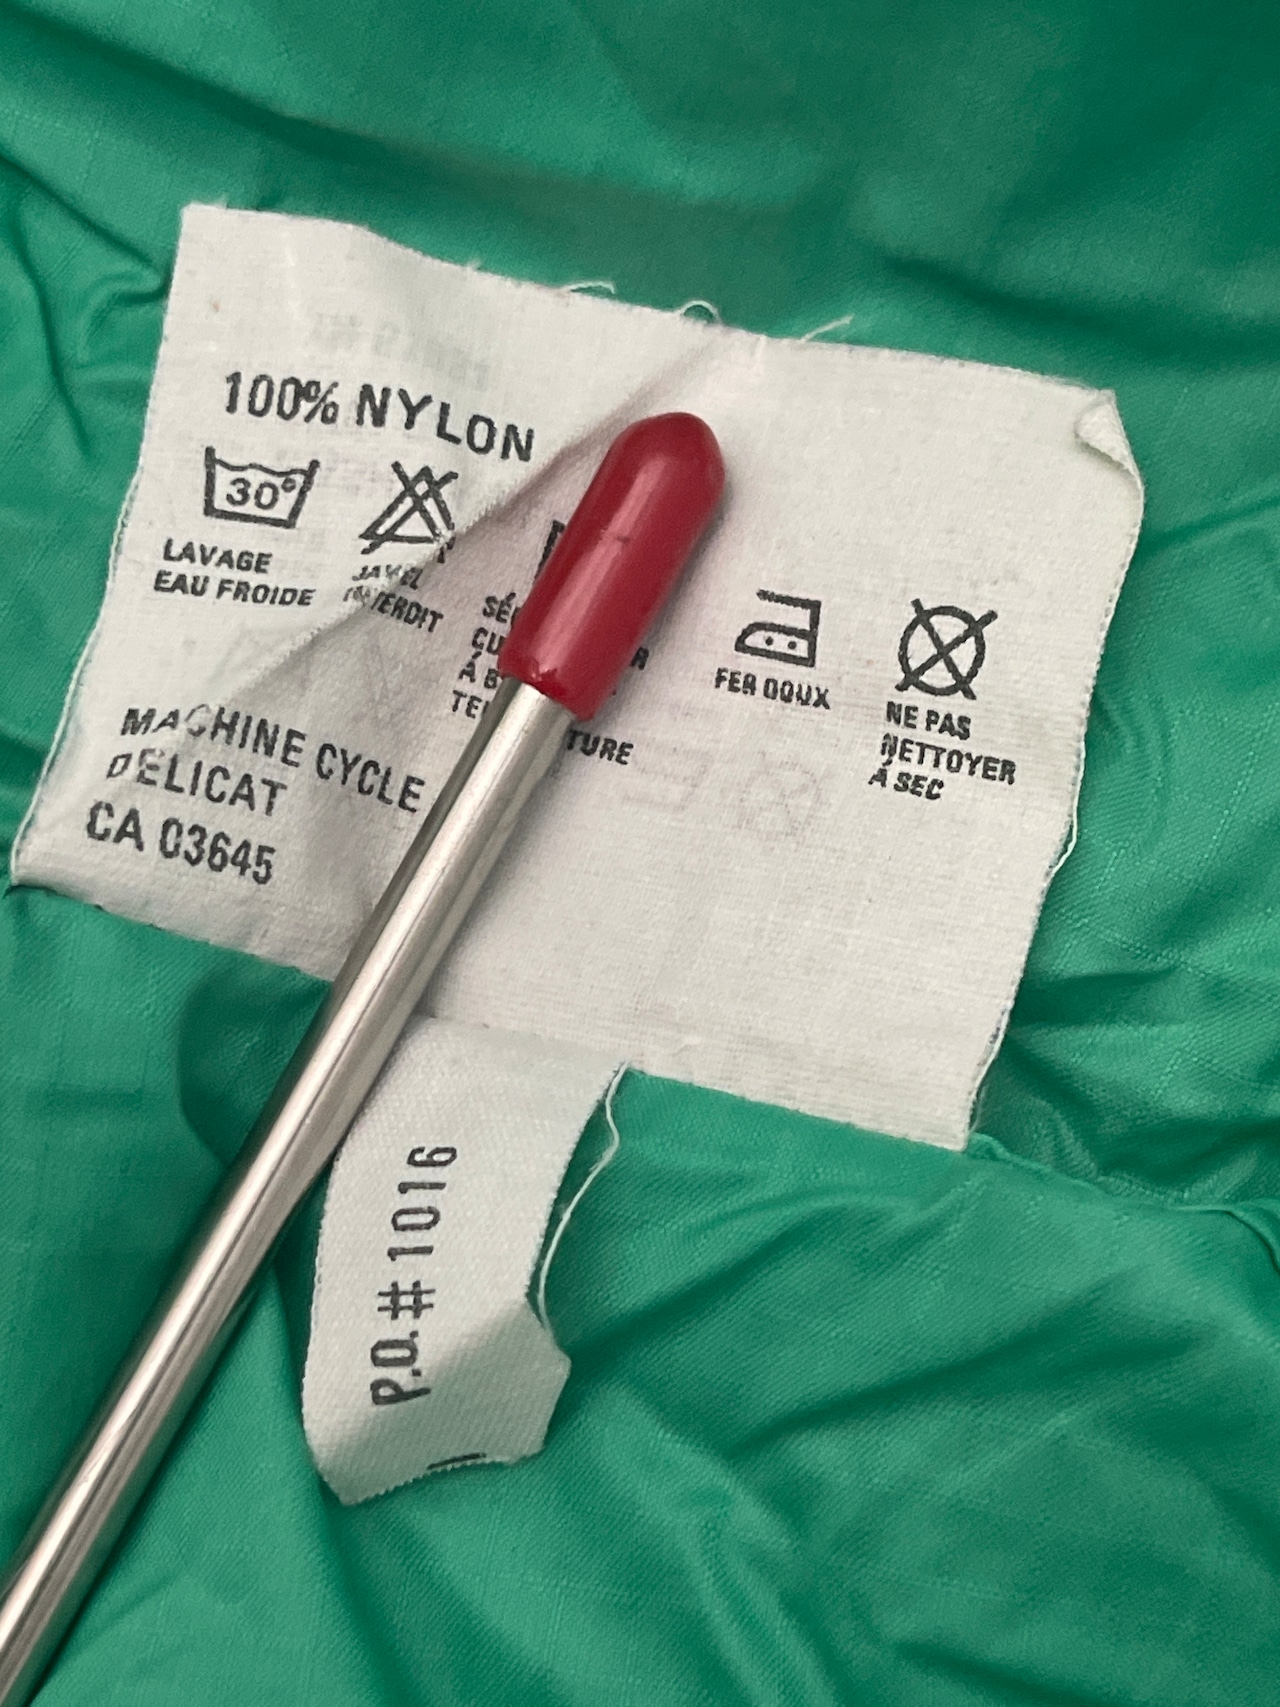 100% NYLON
30°
LAVAGE
EAU FROIDE
JAVEL
INTERDIT
À
TURE
FER DOUX
NE PAS
NETTOYER
À SEC
MACHINE CYCLE
DELICAT
CA 03645
P.O. # 1016